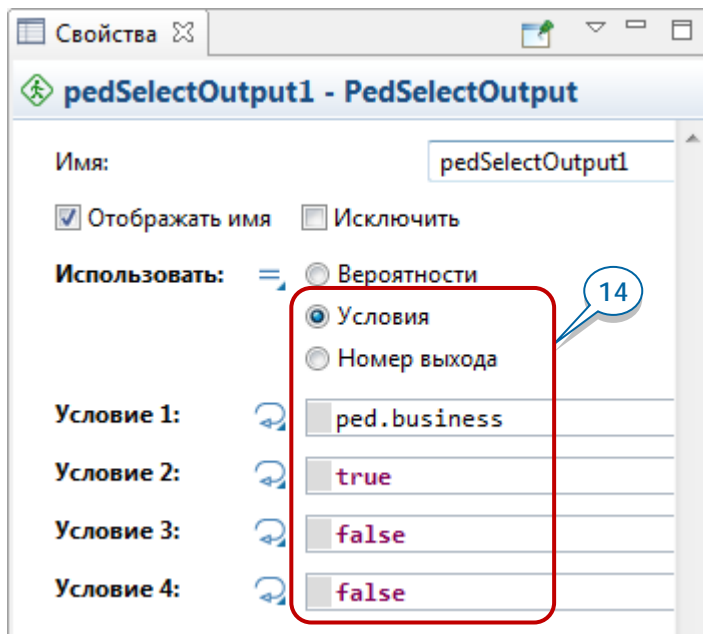 Свойства
pedSelectOutput1 - PedSelectOutput
Имя: pedSelectOutput1
Отображать имя Исключить
Использовать: Вероятности
14
Условия
Номер выхода
Условие 1: ped.business
Условие 2: true
Условие 3: false
Условие 4: false